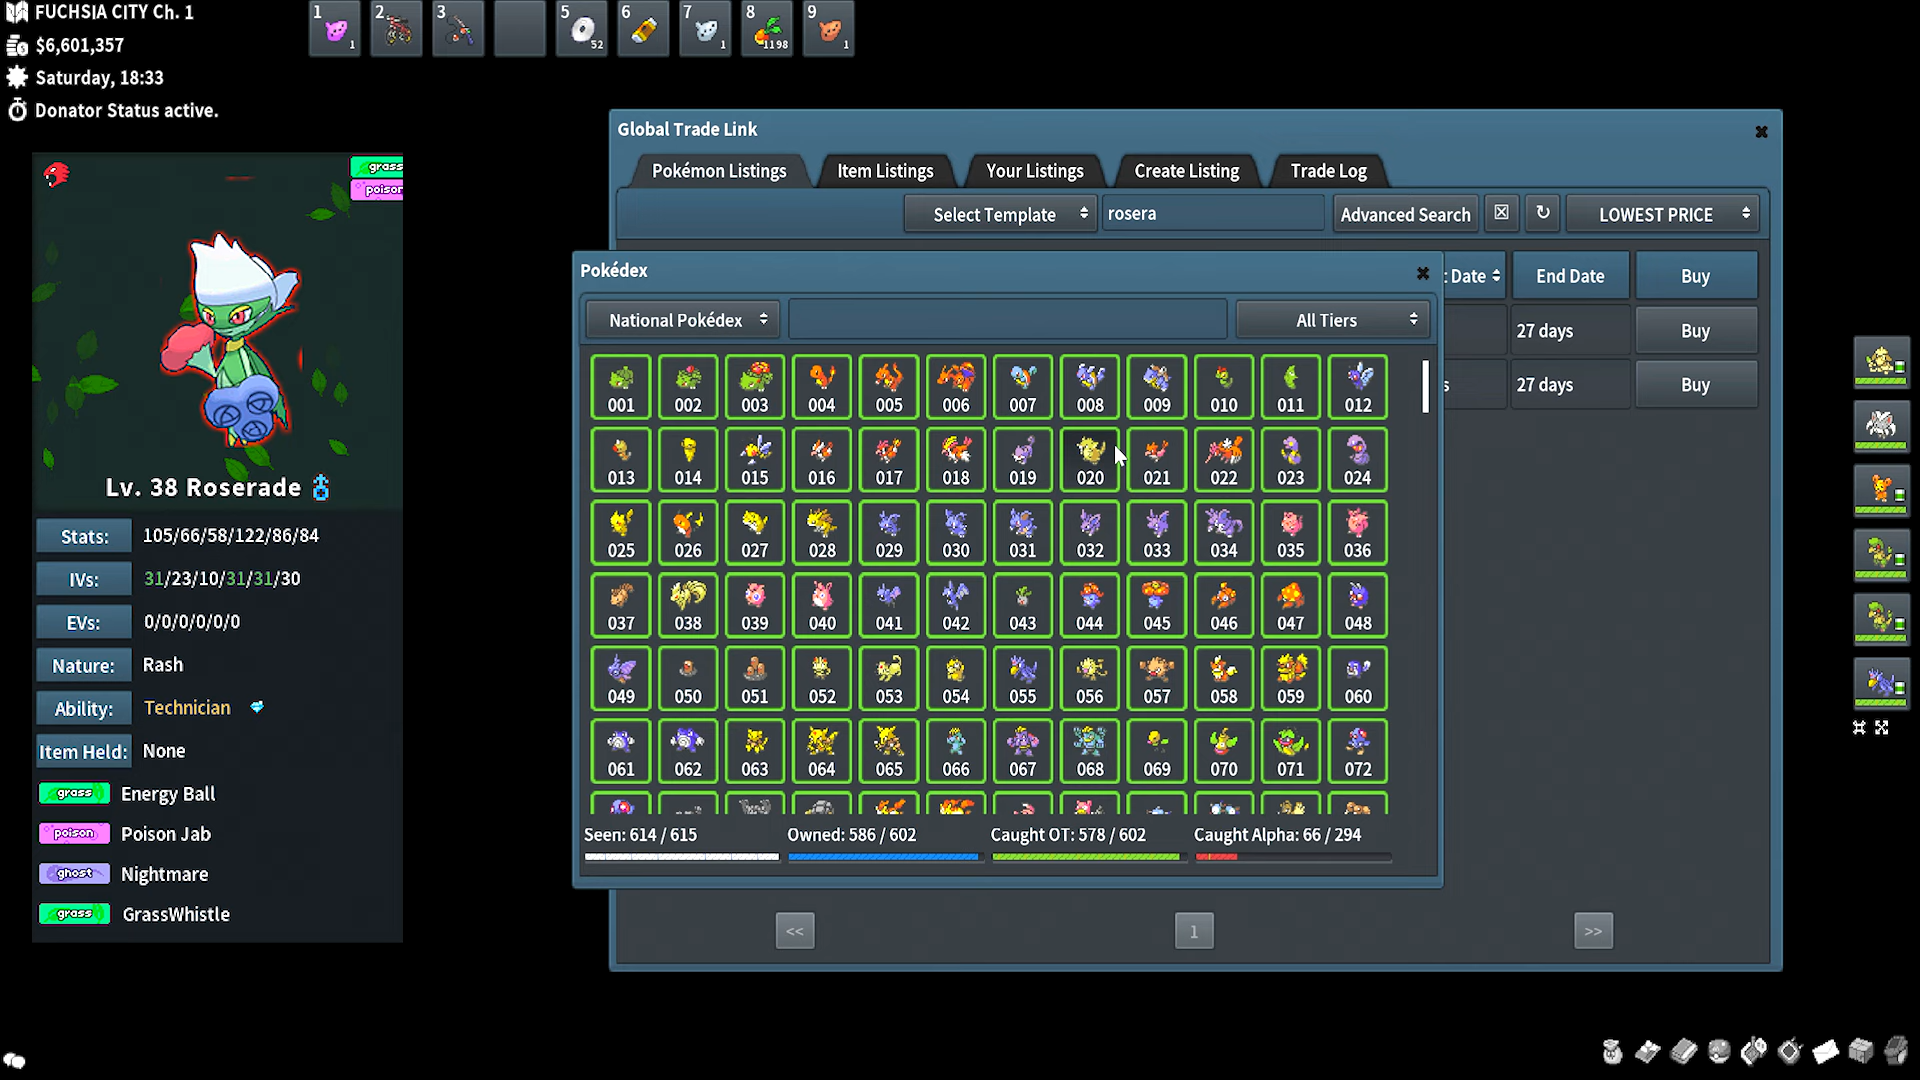 FUCHSIA CITY Ch. 1
$6,601,357
Saturday, 18:33
Donator Status active.
1 1
2
3
5 52
6
7 1
8 1198
9 1
grass
poison
Lv. 38 Roserade
Stats: 105/66/58/122/86/84
IVs: 31/23/10/31/31/30
EVs: 0/0/0/0/0/0
Nature: Rash
Ability: Technician
Item Held: None
grass Energy Ball
poison Poison Jab
ghost Nightmare
grass GrassWhistle
Global Trade Link
Pokémon Listings Item Listings Your Listings Create Listing Trade Log
Select Template rosera Advanced Search LOWEST PRICE
Date End Date Buy
27 days Buy
s 27 days Buy
<< 1 >>
Pokédex
National Pokédex All Tiers
001 002 003 004 005 006 007 008 009 010 011 012
013 014 015 016 017 018 019 020 021 022 023 024
025 026 027 028 029 030 031 032 033 034 035 036
037 038 039 040 041 042 043 044 045 046 047 048
049 050 051 052 053 054 055 056 057 058 059 060
061 062 063 064 065 066 067 068 069 070 071 072
Seen: 614 / 615 Owned: 586 / 602 Caught OT: 578 / 602 Caught Alpha: 66 / 294